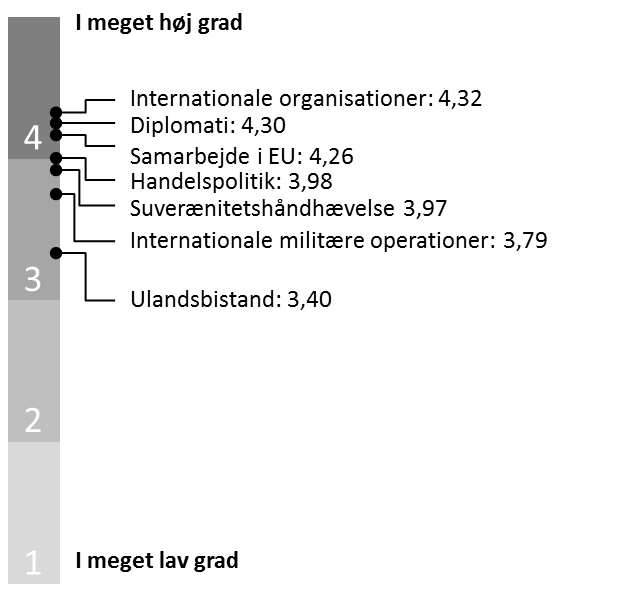 I meget høj grad
4
Internationale organisationer: 4,32
Diplomati: 4,30
Samarbejde i EU: 4,26
Handelspolitik: 3,98
Suverænitetshåndhævelse 3,97
Internationale militære operationer: 3,79
3
Ulandsbistand: 3,40
2
1
I meget lav grad